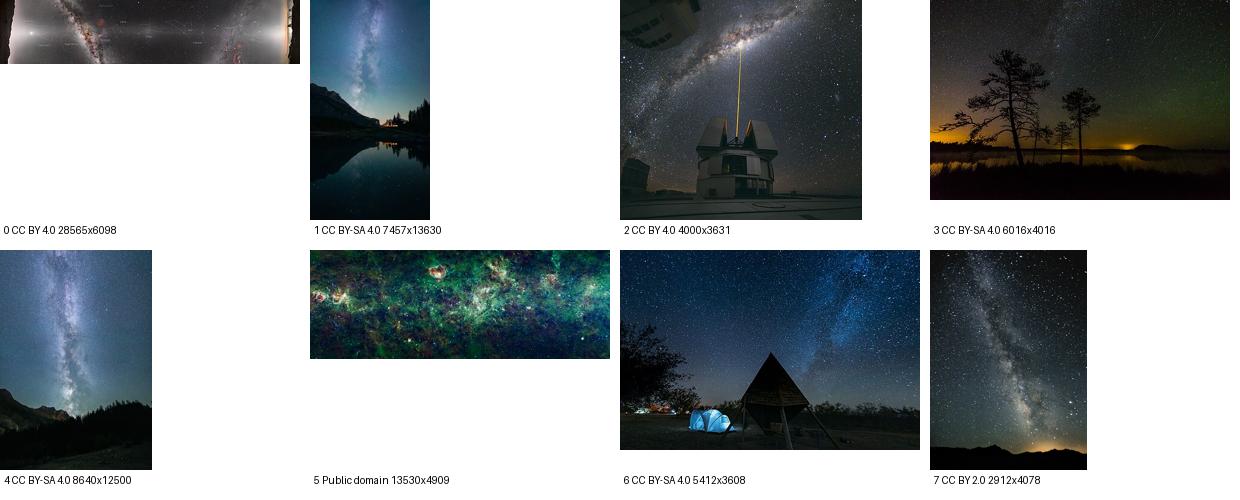 0 CC BY 4.0 28565x6098
1 CC BY-SA 4.0 7457x13630
2 CC BY 4.0 4000x3631
3 CC BY-SA 4.0 6016x4016
4 CC BY-SA 4.0 8640x12500
5 Public domain 13530x4909
6 CC BY-SA 4.0 5412x3608
7 CC BY 2.0 2912x4078